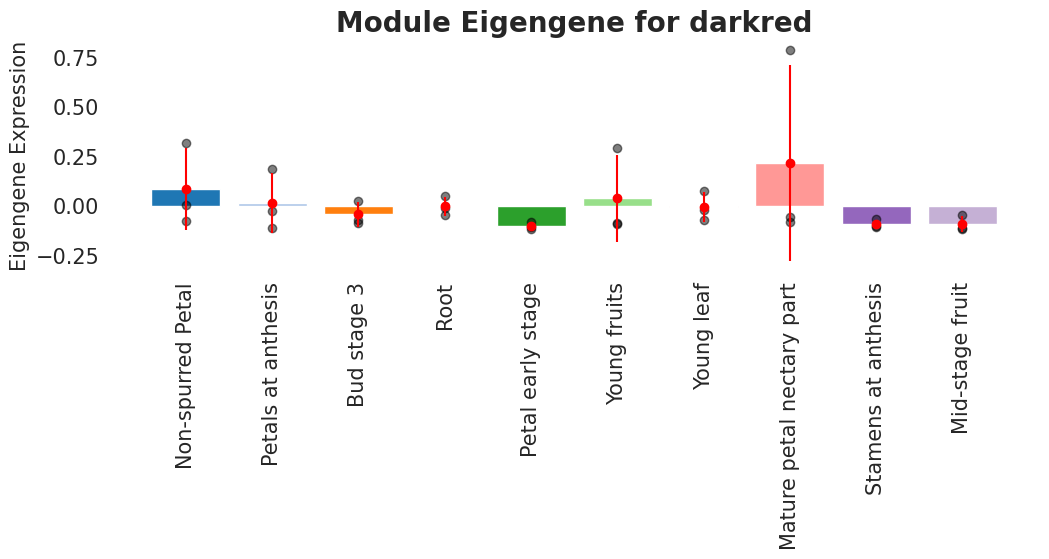 Module Eigengene for darkred
Eigengene Expression
0.75
0.50
0.25
0.00
−0.25
Non-spurred Petal
Petals at anthesis
Bud stage 3
Root
Petal early stage
Young fruits
Young leaf
Mature petal nectary part
Stamens at anthesis
Mid-stage fruit